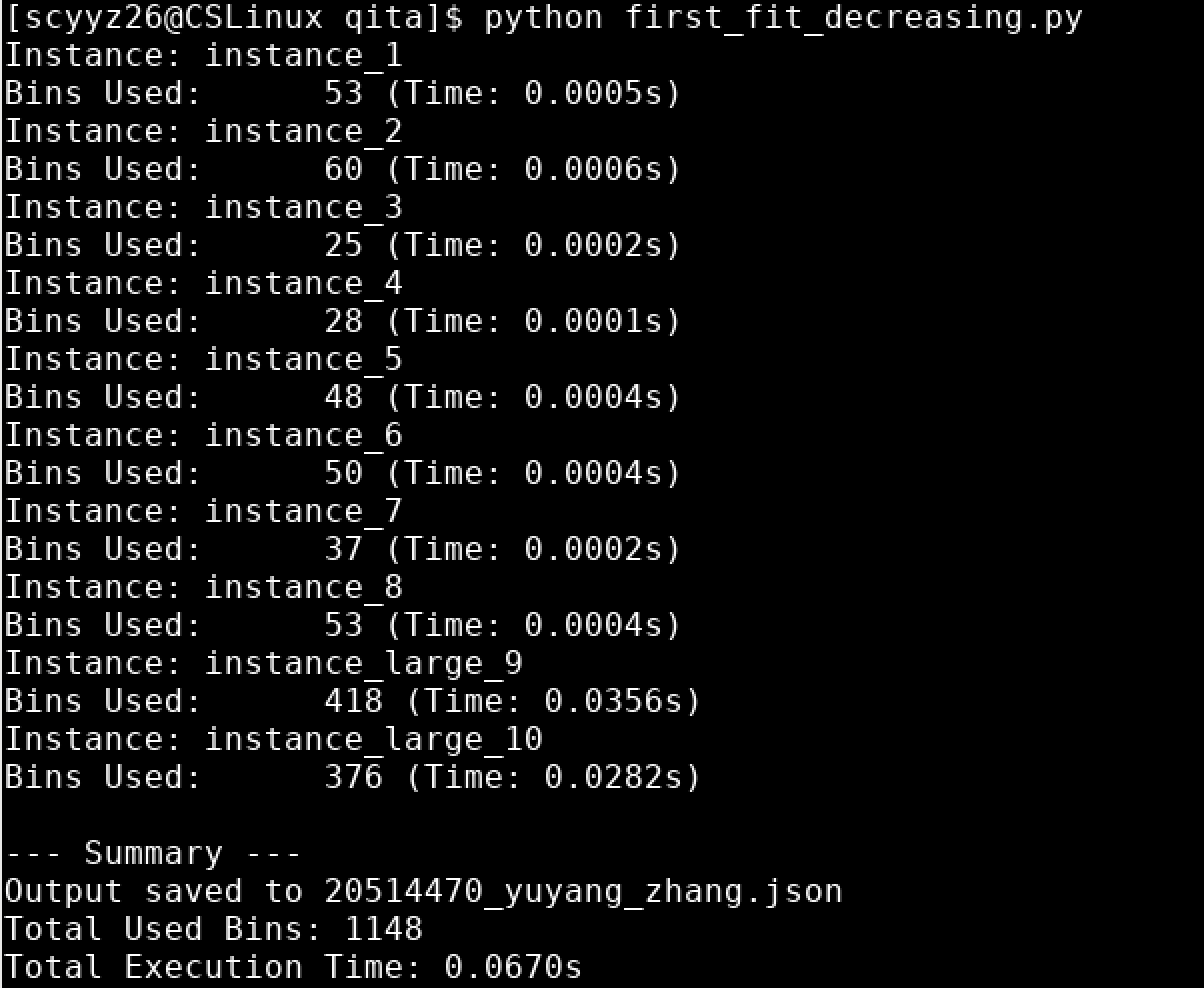 [scyyz26@CSLinux qita]$ python first_fit_decreasing.py
Instance: instance_1
Bins Used:      53 (Time: 0.0005s)
Instance: instance_2
Bins Used:      60 (Time: 0.0006s)
Instance: instance_3
Bins Used:      25 (Time: 0.0002s)
Instance: instance_4
Bins Used:      28 (Time: 0.0001s)
Instance: instance_5
Bins Used:      48 (Time: 0.0004s)
Instance: instance_6
Bins Used:      50 (Time: 0.0004s)
Instance: instance_7
Bins Used:      37 (Time: 0.0002s)
Instance: instance_8
Bins Used:      53 (Time: 0.0004s)
Instance: instance_large_9
Bins Used:      418 (Time: 0.0356s)
Instance: instance_large_10
Bins Used:      376 (Time: 0.0282s)
--- Summary ---
Output saved to 20514470_yuyang_zhang.json
Total Used Bins: 1148
Total Execution Time: 0.0670s